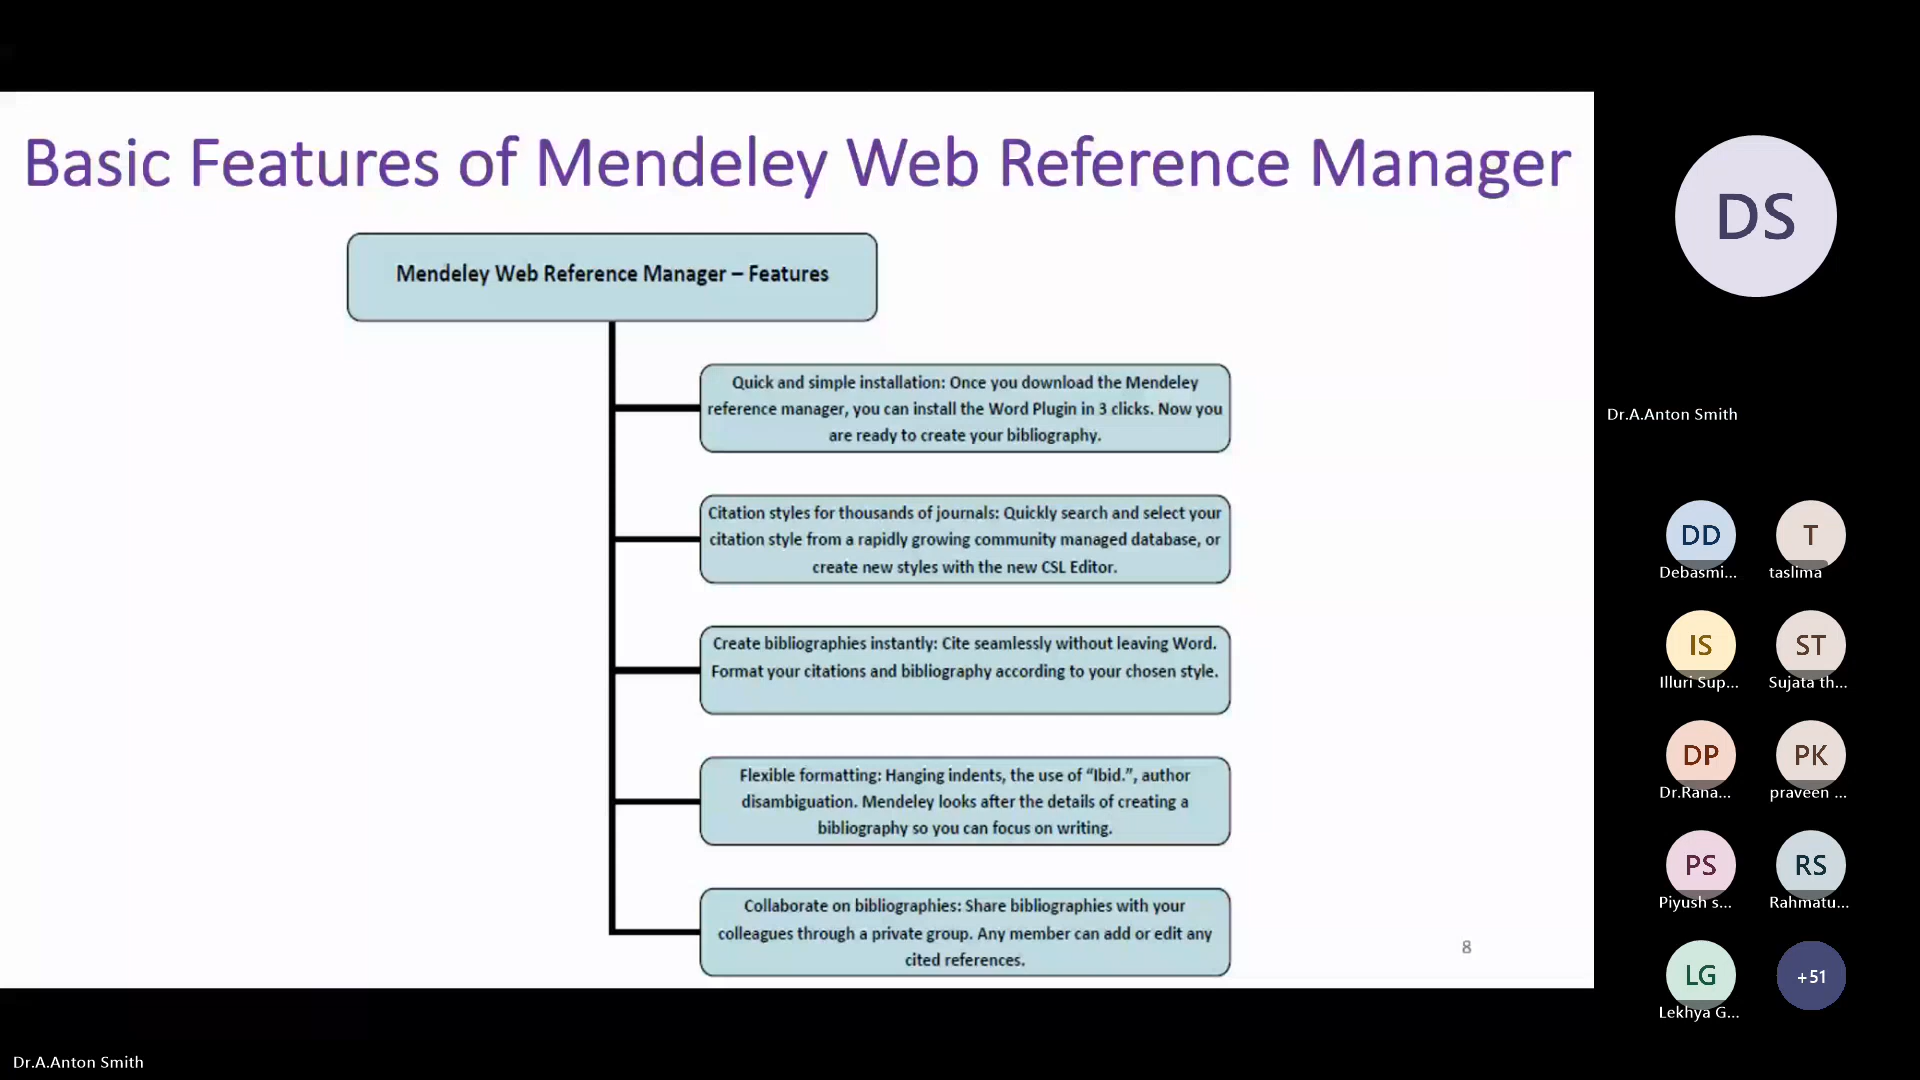 Basic Features of Mendeley Web Reference Manager
Mendeley Web Reference Manager – Features
Quick and simple installation: Once you download the Mendeley
reference manager, you can install the Word Plugin in 3 clicks. Now you
are ready to create your bibliography.
Citation styles for thousands of journals: Quickly search and select your
citation style from a rapidly growing community managed database, or
create new styles with the new CSL Editor.
Create bibliographies instantly: Cite seamlessly without leaving Word.
Format your citations and bibliography according to your chosen style.
Flexible formatting: Hanging indents, the use of “Ibid.”, author
disambiguation. Mendeley looks after the details of creating a
bibliography so you can focus on writing.
Collaborate on bibliographies: Share bibliographies with your
colleagues through a private group. Any member can add or edit any
cited references.
8
DS
Dr.A.Anton Smith
DD
Debasmi...
T
taslima
IS
Illuri Sup...
ST
Sujata th...
DP
Dr.Rana...
PK
praveen ...
PS
Piyush s...
RS
Rahmatu...
LG
Lekhya G...
+51
Dr.A.Anton Smith